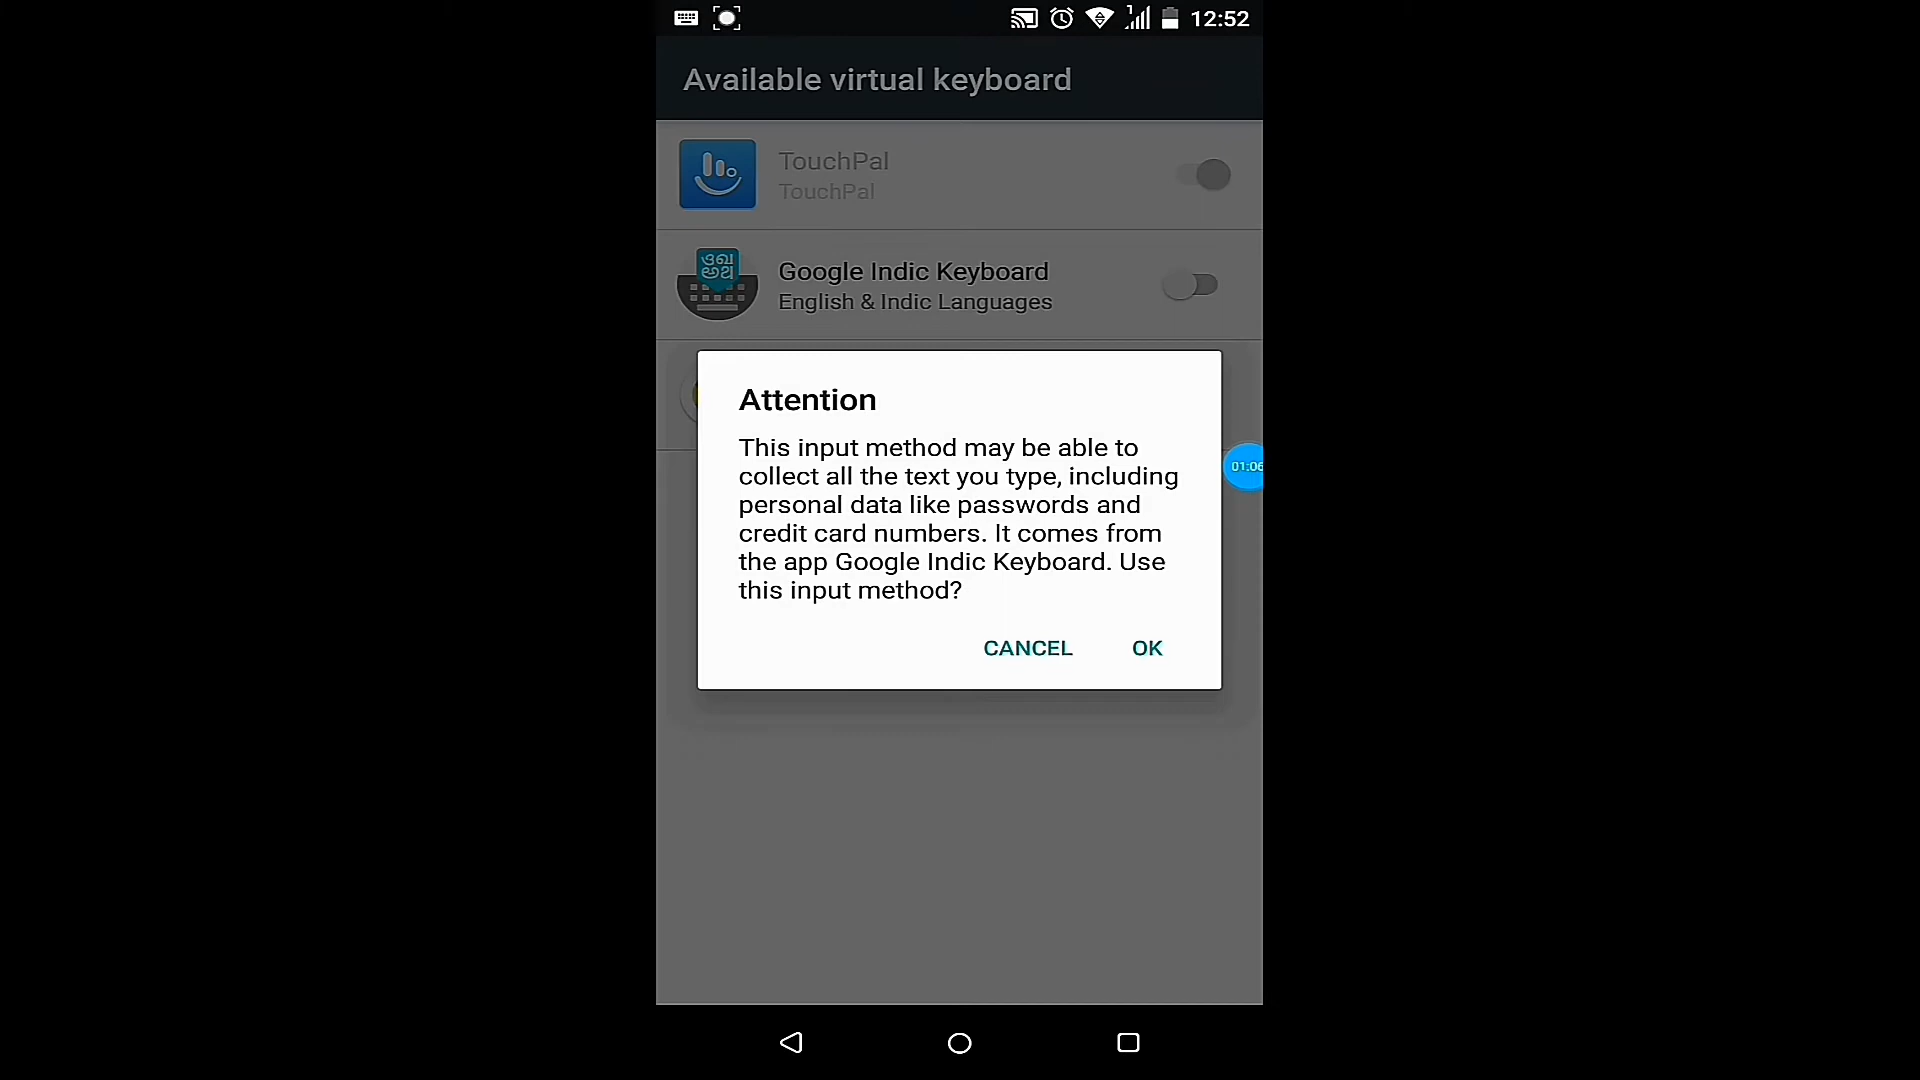 12:52
Available virtual keyboard
TouchPal
TouchPal
Google Indic Keyboard
English & Indic Languages
Attention
This input method may be able to
collect all the text you type, including
personal data like passwords and
credit card numbers. It comes from
the app Google Indic Keyboard. Use
this input method?
01:06
CANCEL OK